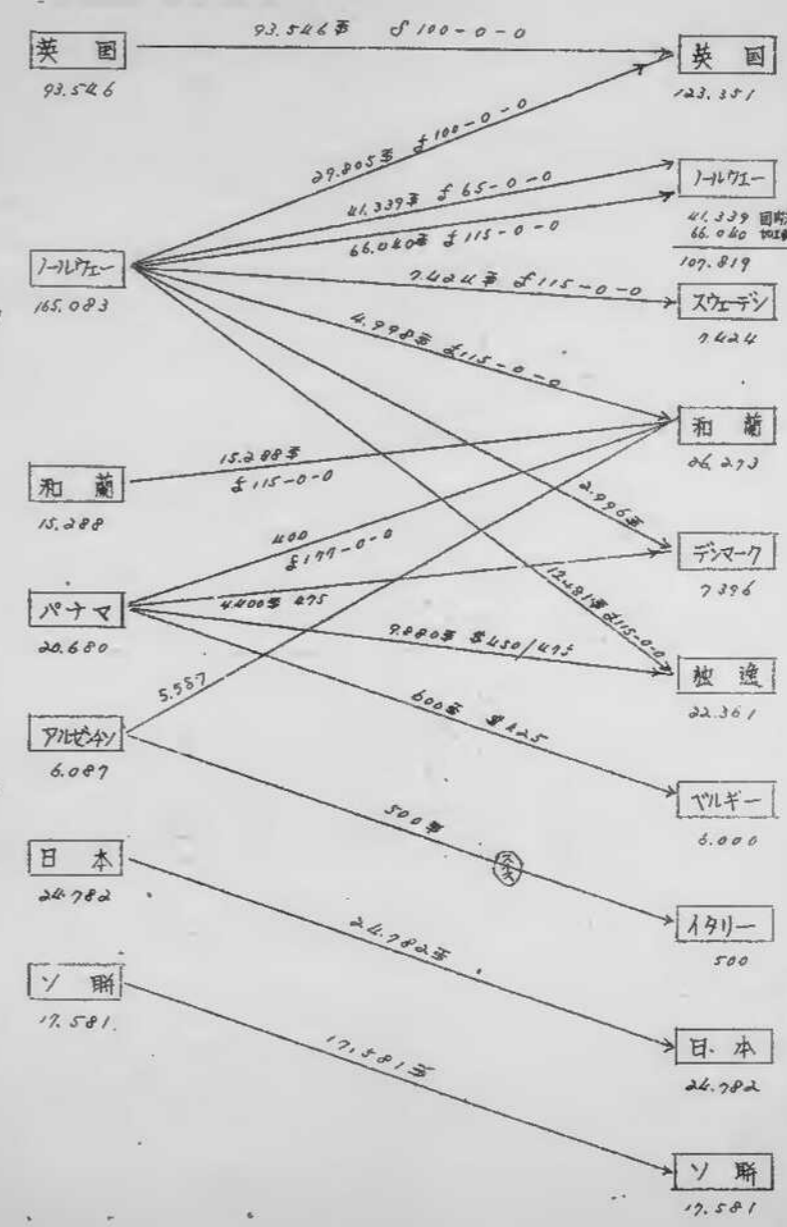 93.546吨 £100-0-0
英国
93.546
英国
123.351
29.805吨 £100-0-0
41.339吨 £65-0-0
66.040吨 £115-0-0
ノールウエー
41.339
66.040
107.819
ノールウェー
165.083
7.424吨 £115-0-0
スウェーデン
7.424
4.998吨 £115-0-0
和蘭
26,273
和蘭
15.288
15.288吨
£115-0-0
2.996吨
デンマーク
7396
400
£177-0-0
パナマ
20.680
4.400吨 475
9.880吨 $450/475
12.481吨 £115-0-0
独逸
22.361
600吨 $425
5.587
アルゼンチン
6.087
ベルギー
6.000
500吨
イタリー
500
日本
24.782
24.782吨
日本
24.782
ソ聯
17.581
17.581吨
ソ聯
17.581